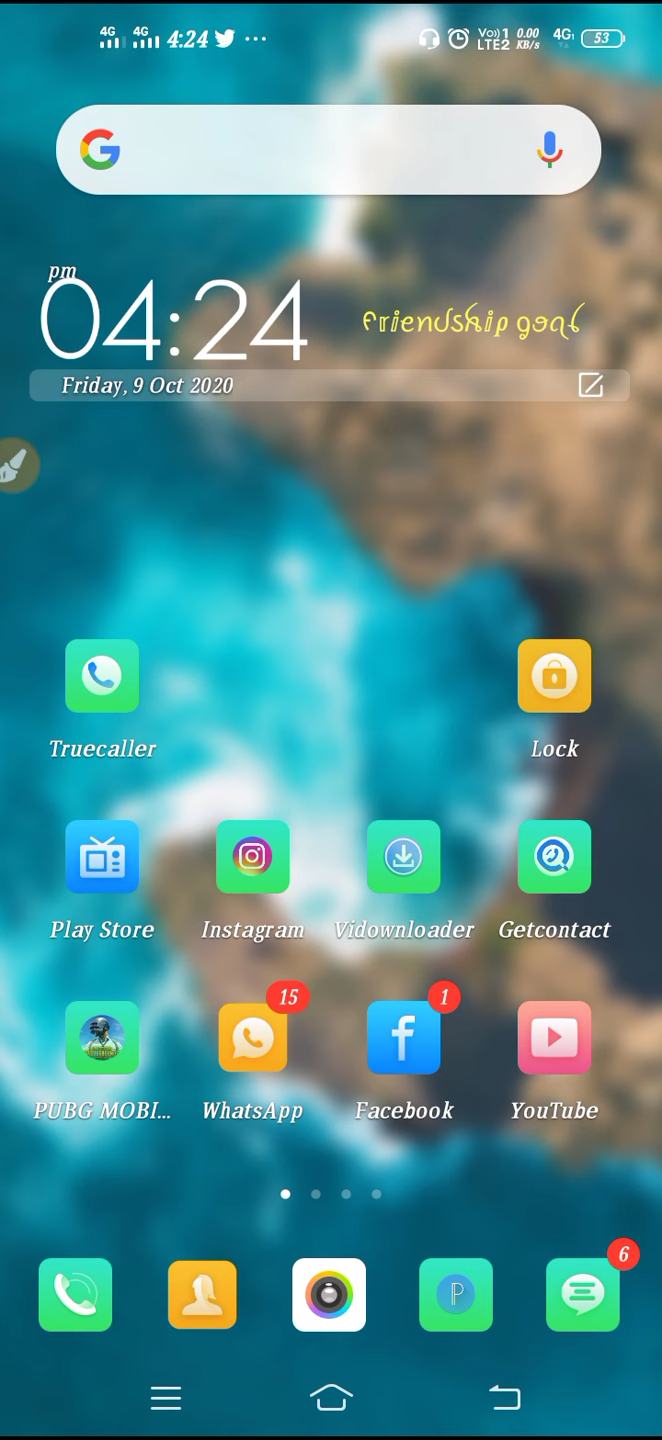 4G 4G 4:24 ... Vo)) 1 LTE2 0.00 KB/s 4G 53
pm
04:24
Friendship goal
Friday, 9 Oct 2020
Truecaller Lock
Play Store Instagram Vidownloader Getcontact
15 1
PUBG MOBI... WhatsApp Facebook YouTube
6
P